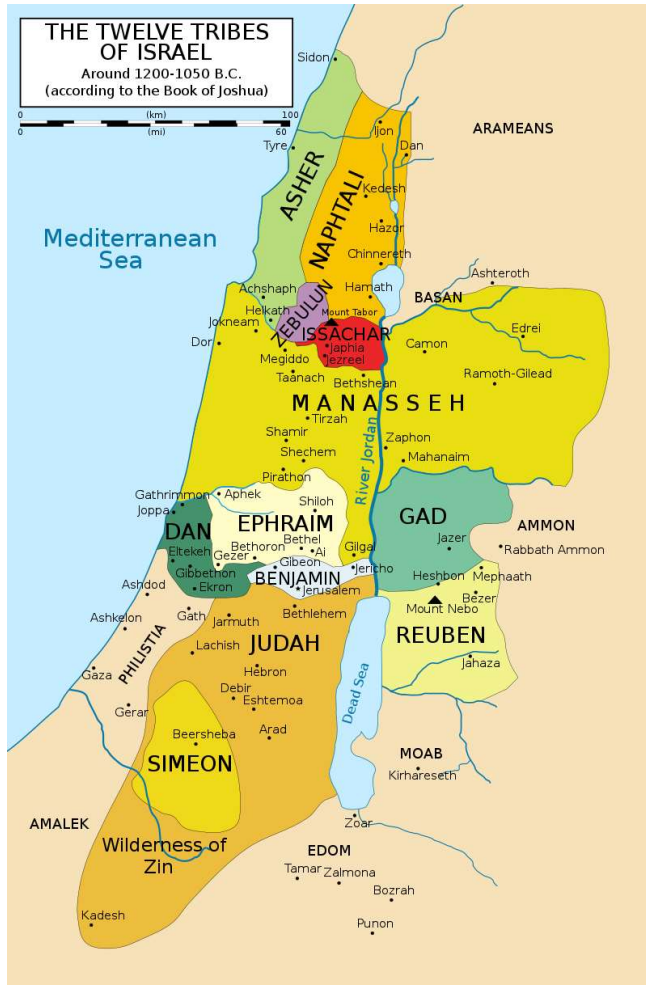 THE TWELVE TRIBES
OF ISRAEL
Around 1200-1050 B.C.
(according to the Book of Joshua)
0 (km) 100
0 (mi) 60
Sidon
ARAMEANS
Ijon
Tyre
Dan
ASHER
NAPHTALI
Kedesh
Hazor
Mediterranean
Sea
Chinnereth
Ashteroth
Achshaph
Hamath
BASAN
Helkath
ZEBULUN
Mount Tabor
Jokneam
ISSACHAR
Edrei
Dor
Japhia
Camon
Megiddo
Jezreel
Taanach
Bethshean
Ramoth-Gilead
MANASSEH
Tirzah
River Jordan
Shamir
Zaphon
Shechem
Mahanaim
Pirathon
Gathrimmon
Aphek
Shiloh
Joppa
DAN
EPHRAIM
GAD
AMMON
Eltekeh
Bethoron
Bethel
Ai
Gilgal
Jazer
Rabbath Ammon
Gezer
Gibeon
Jericho
Gibbethon
BENJAMIN
Heshbon
Mephaath
Ashdod
Ekron
Jerusalem
Bezer
Mount Nebo
Ashkelon
Gath
Jarmuth
Bethlehem
PHILISTIA
JUDAH
REUBEN
Lachish
Gaza
Hebron
Jahaza
Debir
Eshtemoa
Dead Sea
Gerar
Beersheba
Arad
SIMEON
MOAB
Kirhareseth
AMALEK
Zoar
Wilderness of
Zin
EDOM
Tamar
Zalmona
Bozrah
Kadesh
Punon